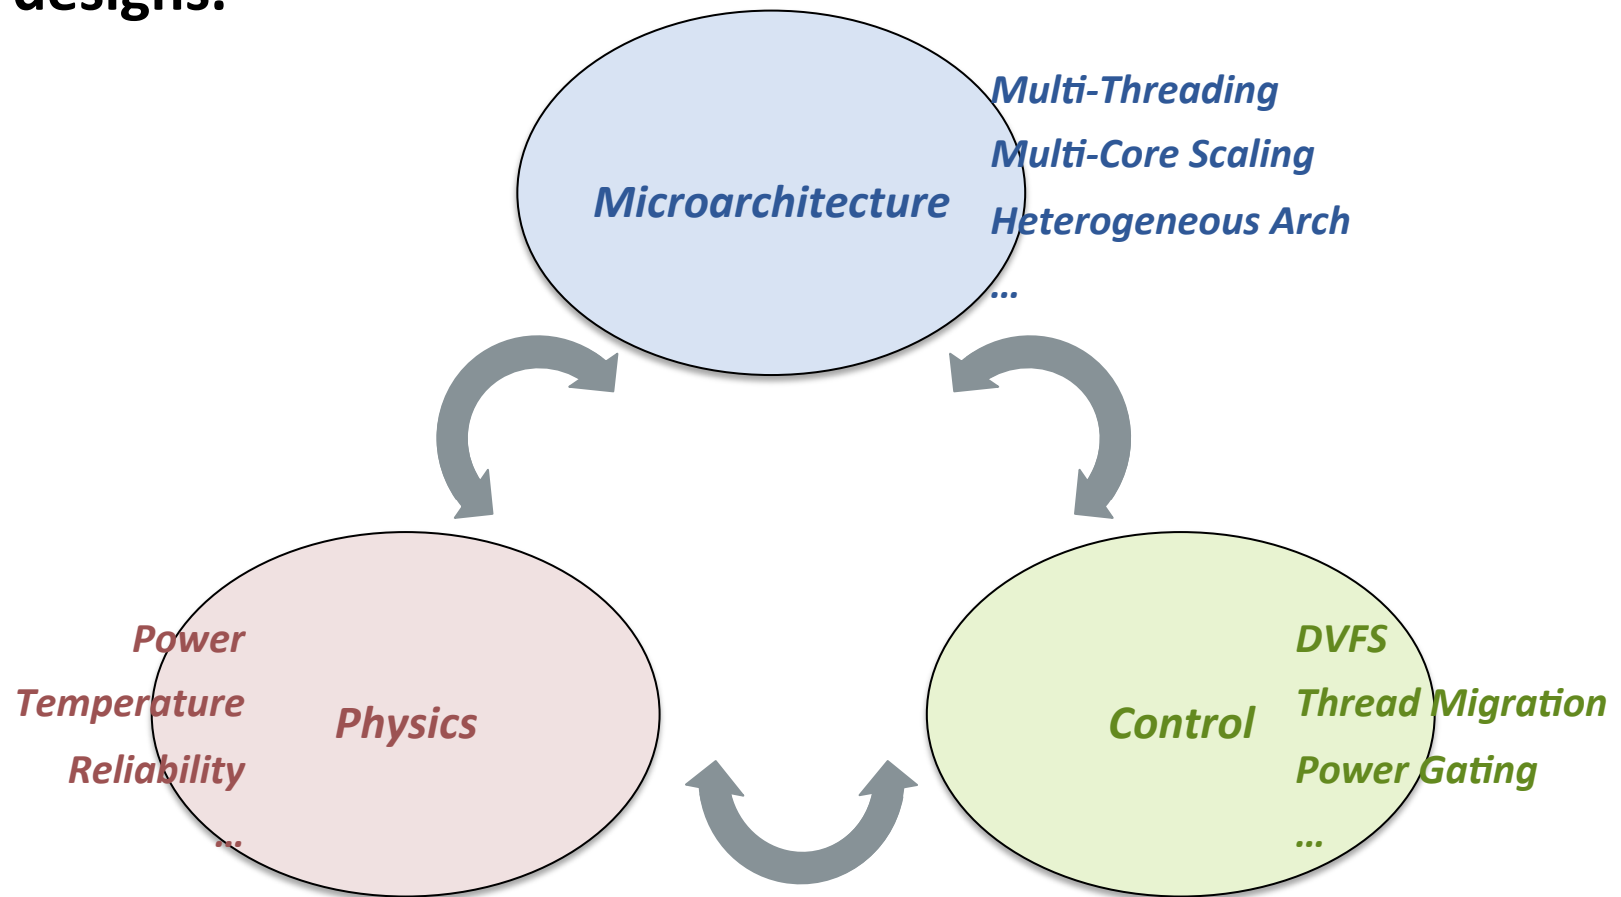 designs.
Multi-Threading
Multi-Core Scaling
Microarchitecture
Heterogeneous Arch
…
Power
Temperature
Physics
Reliability
…
DVFS
Thread Migration
Control
Power Gating
…